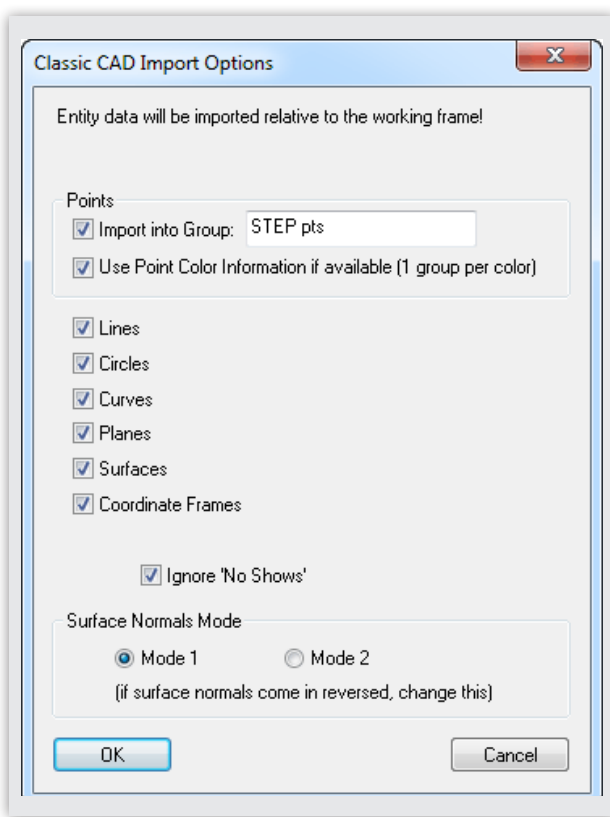 Classic CAD Import Options
Entity data will be imported relative to the working frame!
Points
Import into Group: STEP pts
Use Point Color Information if available (1 group per color)
Lines
Circles
Curves
Planes
Surfaces
Coordinate Frames
Ignore 'No Shows'
Surface Normals Mode
Mode 1 Mode 2
(if surface normals come in reversed, change this)
OK Cancel